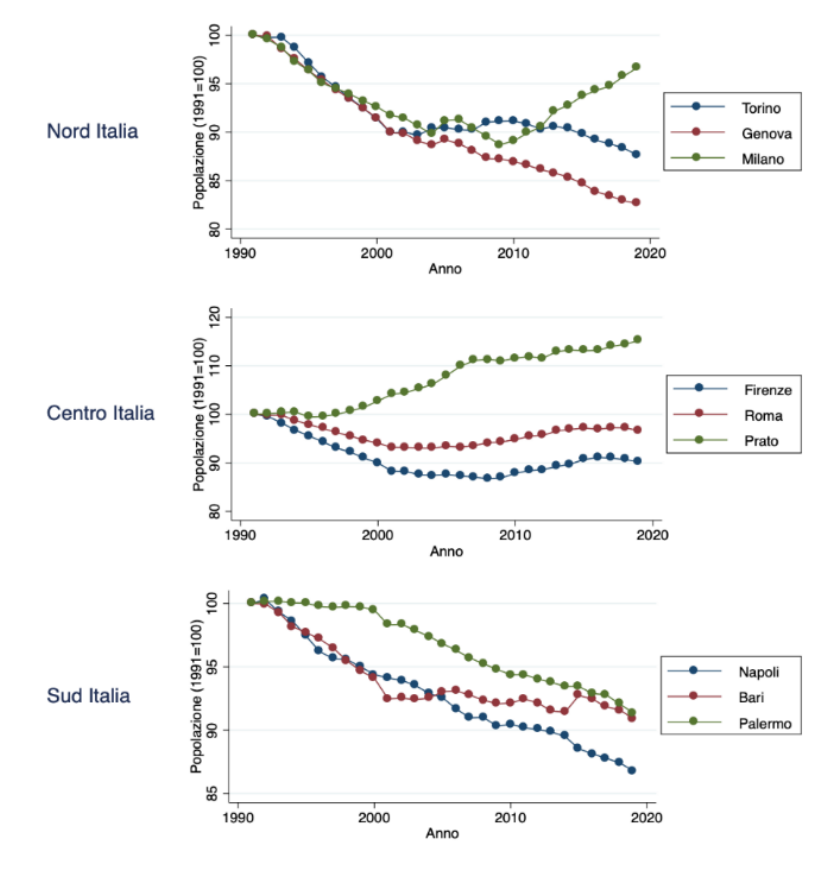 Nord Italia
Popolazione (1991=100)
100
95
90
85
80
1990
2000
2010
2020
Anno
Torino
Genova
Milano
Centro Italia
Popolazione (1991=100)
120
110
100
90
80
1990
2000
2010
2020
Anno
Firenze
Roma
Prato
Sud Italia
Popolazione (1991=100)
100
95
90
85
1990
2000
2010
2020
Anno
Napoli
Bari
Palermo